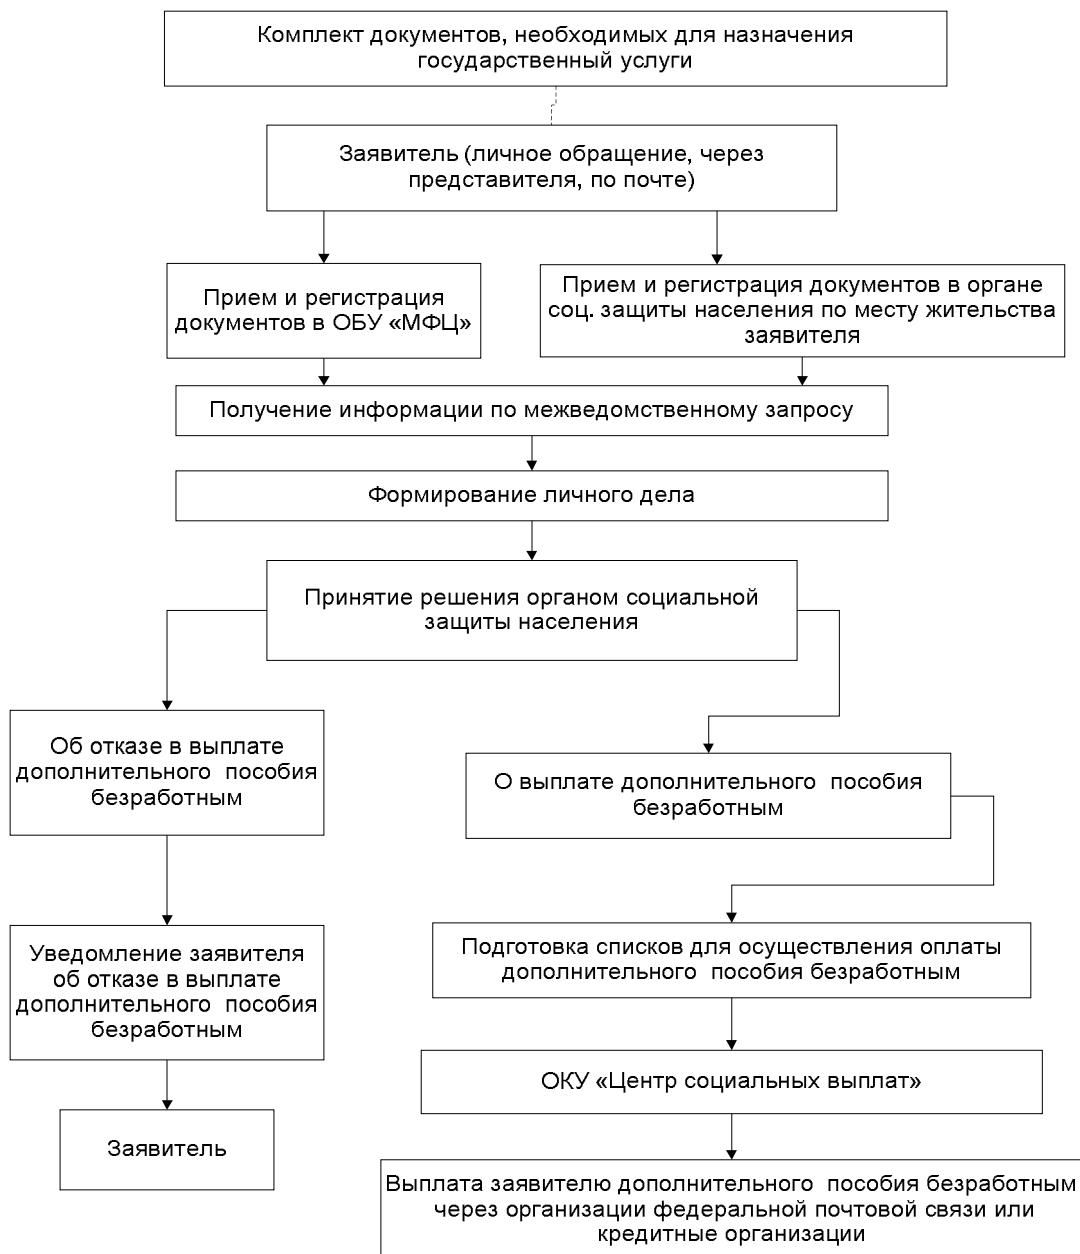 Комплект документов, необходимых для назначения
государственный услуги
Заявитель (личное обращение, через
представителя, по почте)
Прием и регистрация
документов в ОБУ «МФЦ»
Прием и регистрация документов в органе
соц. защиты населения по месту жительства
заявителя
Получение информации по межведомственному запросу
Формирование личного дела
Принятие решения органом социальной
защиты населения
Об отказе в выплате
дополнительного пособия
безработным
О выплате дополнительного пособия
безработным
Уведомление заявителя
об отказе в выплате
дополнительного пособия
безработным
Подготовка списков для осуществления оплаты
дополнительного пособия безработным
ОКУ «Центр социальных выплат»
Заявитель
Выплата заявителю дополнительного пособия безработным
через организации федеральной почтовой связи или
кредитные организации